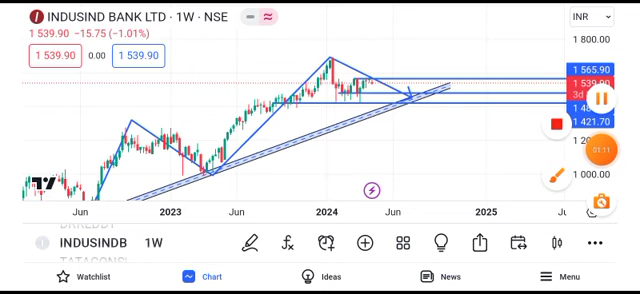 INDUSIND BANK LTD · 1W · NSE
INR
1 539.90 −15.75 (−1.01%)
1 539.90 0.00 1 539.90
1 800.00
1 565.90
1 539.90
3d
1 421.70
1 000.00
01:11
Jun 2023 Jun 2024 Jun 2025
INDUSINDB 1W
Watchlist Chart Ideas News Menu